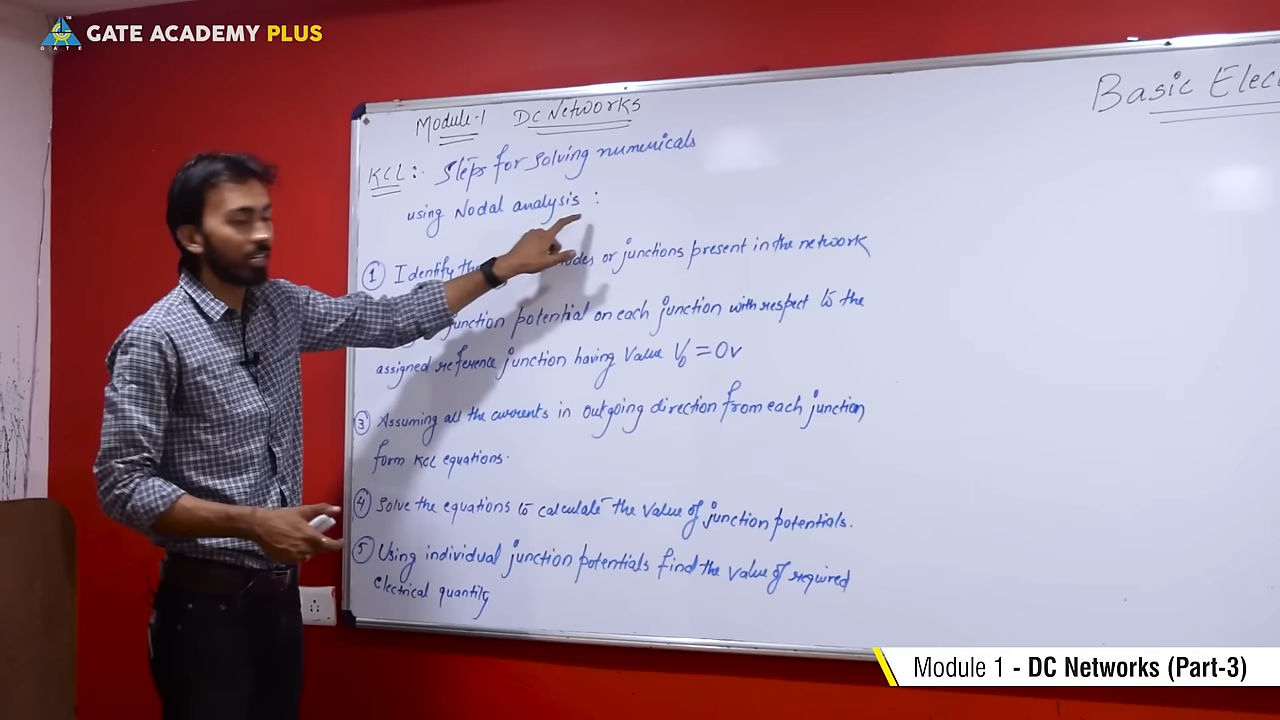 GATE ACADEMY PLUS
GATE
Module-1 DC Networks
Basic Elec
KCL:- Steps for solving numericals
using Nodal analysis :
① Identify the nodes or junctions present in the network
junction potential on each junction with respect to the
assigned reference junction having value V₀ = 0v
③ Assuming all the currents in outgoing direction from each junction
form KCL equations.
④ Solve the equations to calculate the value of junction potentials.
⑤ Using individual junction potentials find the value of required
electrical quantity
Module 1 - DC Networks (Part-3)